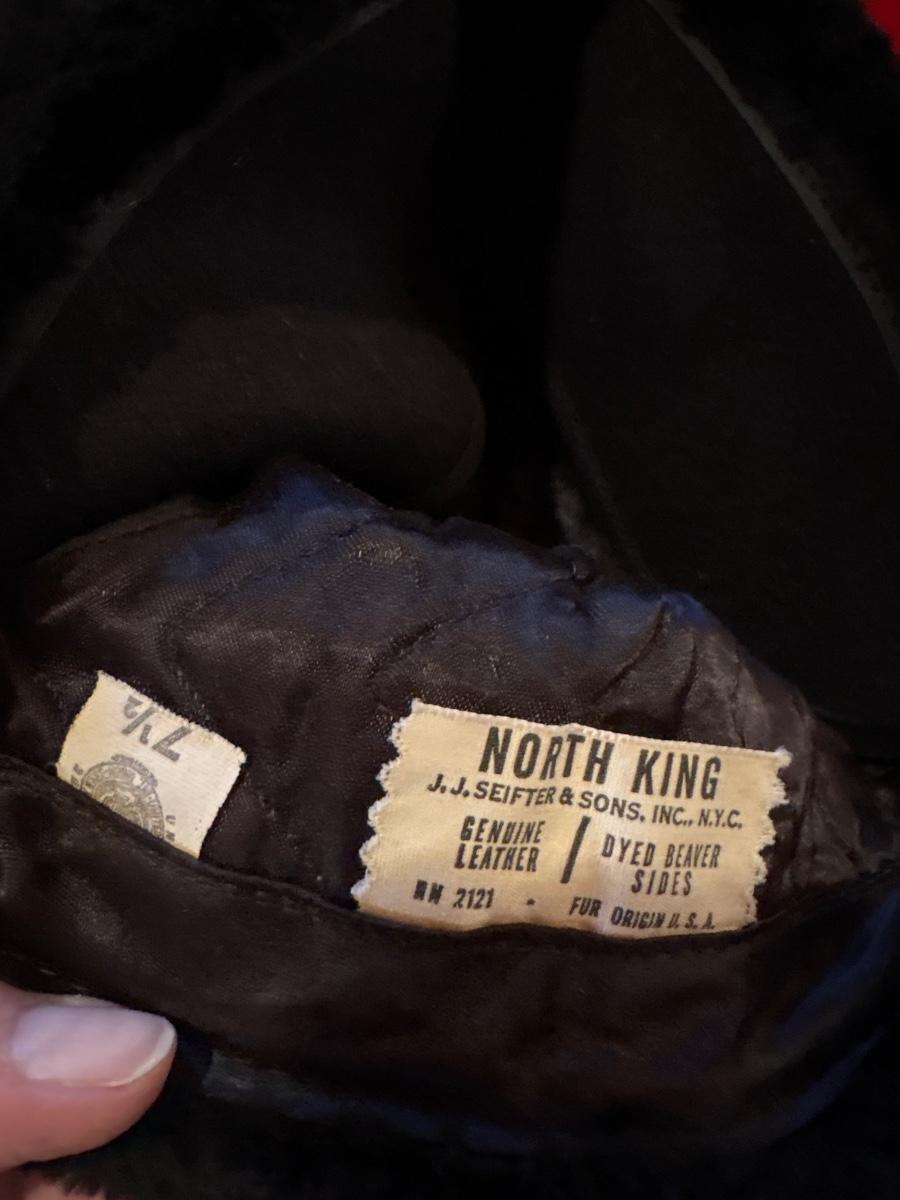 7½
NORTH KING
J.J. SEIFTER & SONS. INC., N.Y.C.
GENUINE
LEATHER / DYED BEAVER
SIDES
RN 2121 • FUR ORIGIN U.S.A.